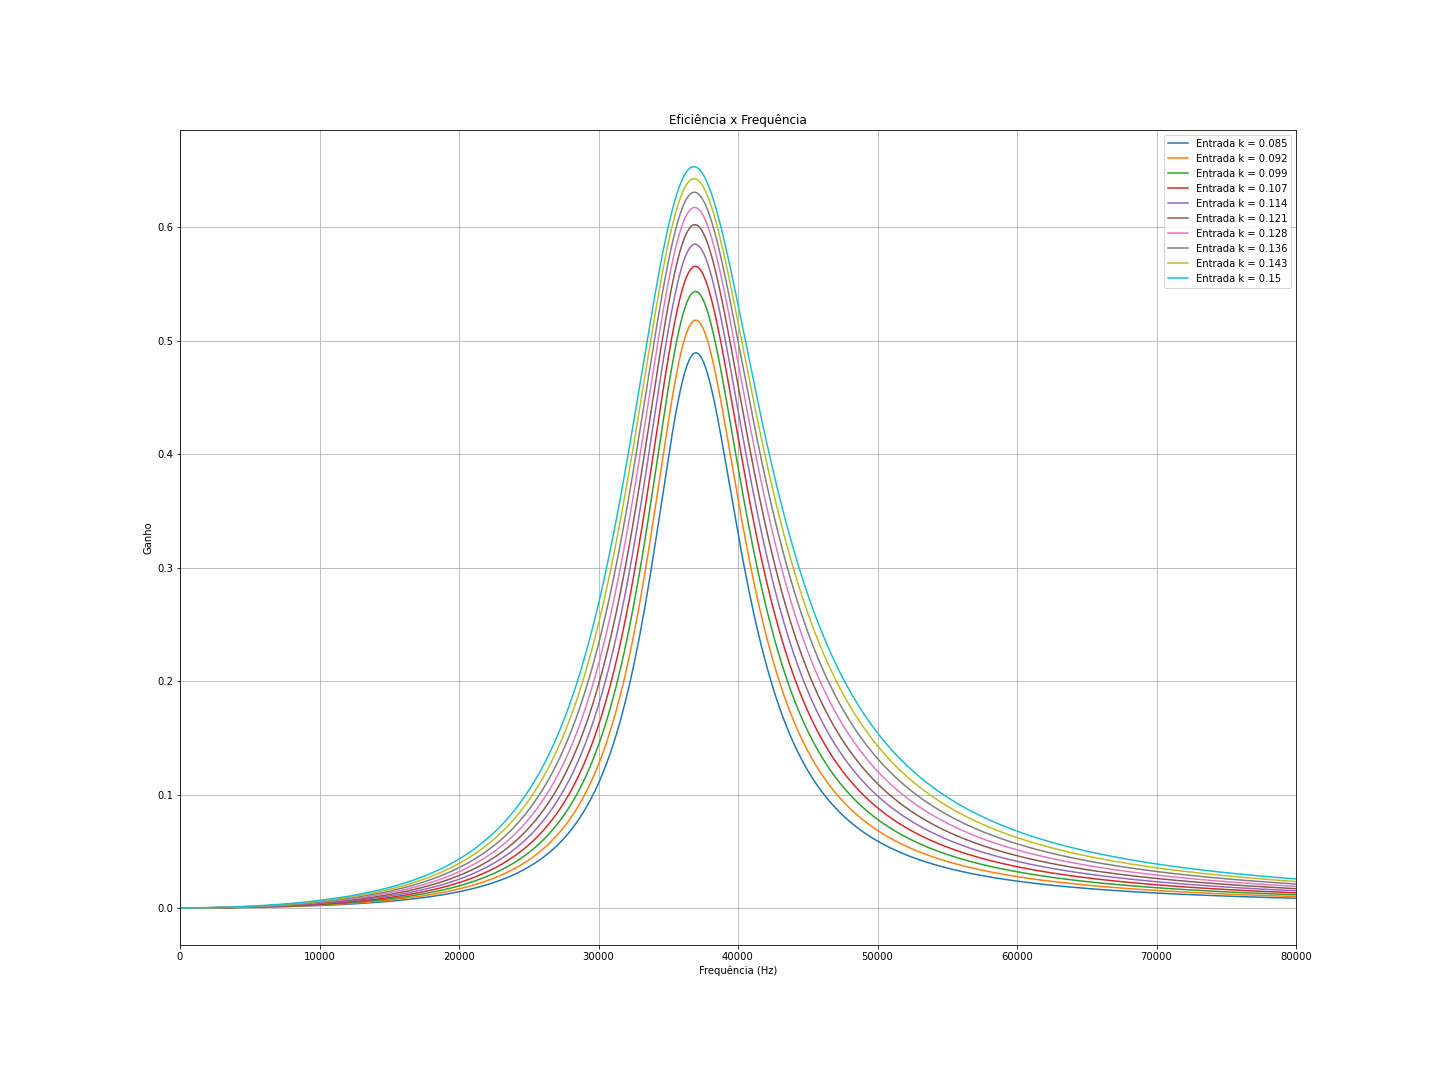 Eficiência x Frequência
Entrada k = 0.085
Entrada k = 0.092
Entrada k = 0.099
Entrada k = 0.107
Entrada k = 0.114
Entrada k = 0.121
Entrada k = 0.128
Entrada k = 0.136
Entrada k = 0.143
Entrada k = 0.15
Ganho
0.6
0.5
0.4
0.3
0.2
0.1
0.0
0 10000 20000 30000 40000 50000 60000 70000 80000
Frequência (Hz)